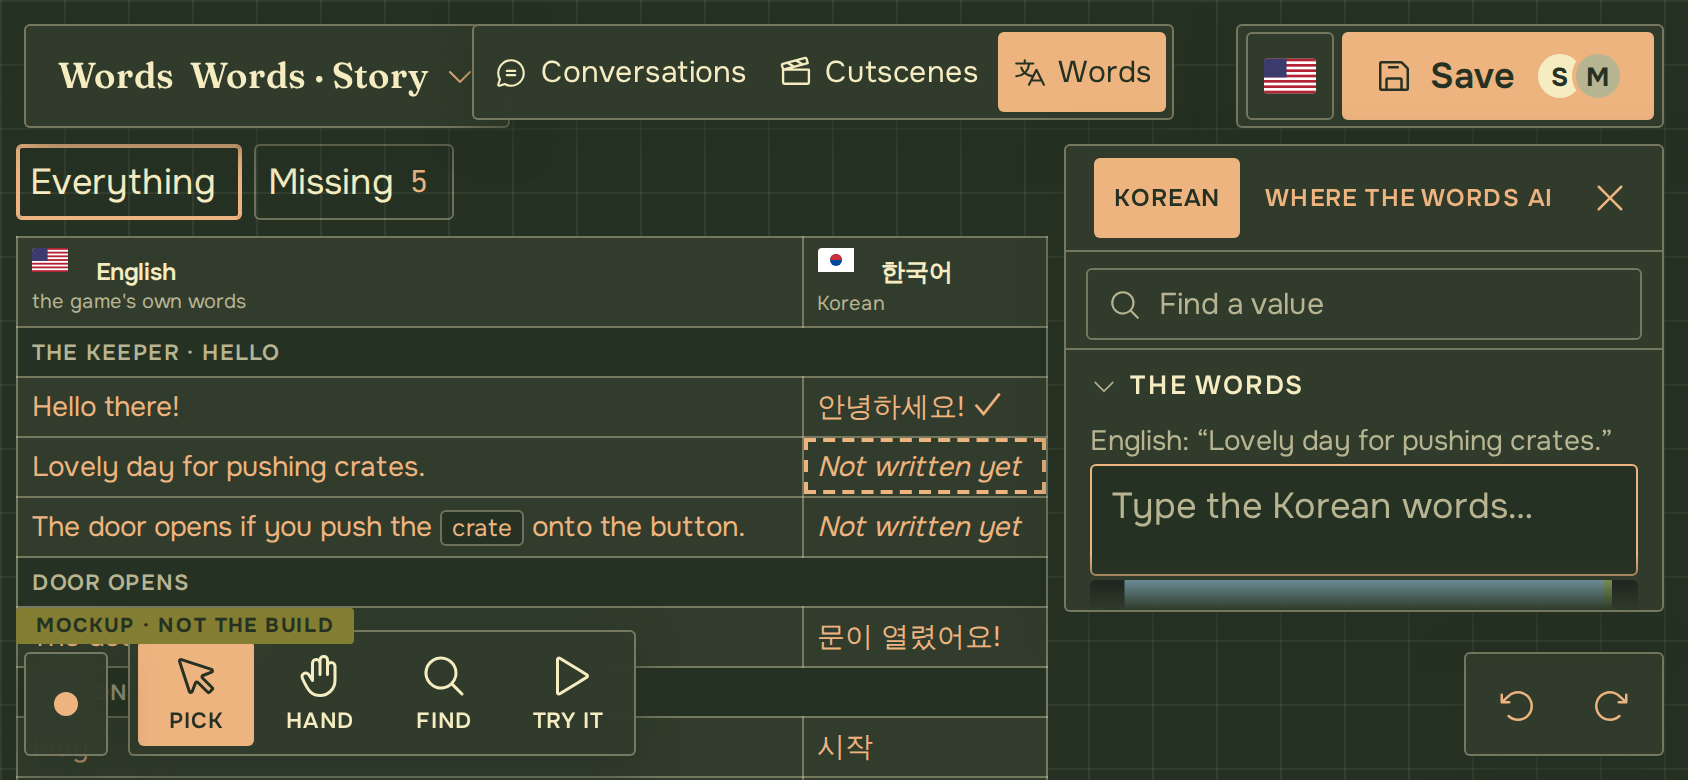 Words Words · Story
Conversations
Cutscenes
Words
Save
S
M
Everything
Missing 5
KOREAN
WHERE THE WORDS AI
English
the game's own words
한국어
Korean
Find a value
THE KEEPER · HELLO
THE WORDS
Hello there!
안녕하세요!
English: “Lovely day for pushing crates.”
Lovely day for pushing crates.
Not written yet
Type the Korean words...
The door opens if you push the crate onto the button.
Not written yet
DOOR OPENS
MOCKUP · NOT THE BUILD
문이 열렸어요!
PICK
HAND
FIND
TRY IT
Play
시작